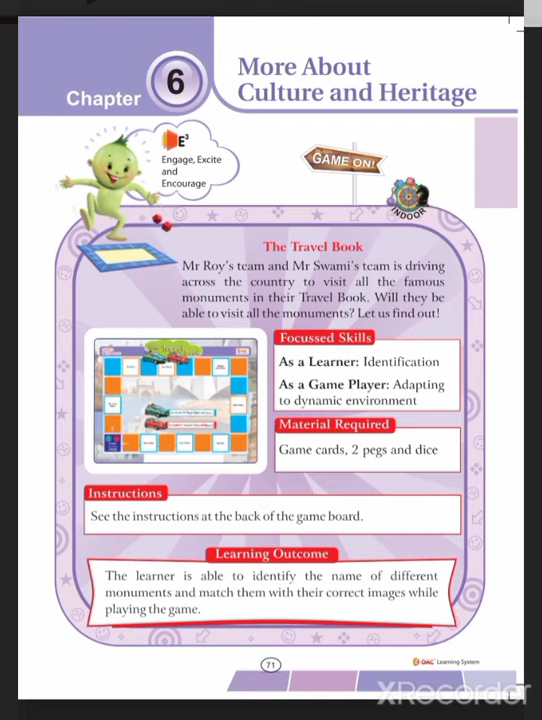 Chapter
6
More About
Culture and Heritage
E³
Engage, Excite
and
Encourage
GAME ON!
INDOOR
The Travel Book
Mr Roy's team and Mr Swami's team is driving
across the country to visit all the famous
monuments in their Travel Book. Will they be
able to visit all the monuments? Let us find out!
Focussed Skills
As a Learner: Identification
As a Game Player: Adapting
to dynamic environment
Material Required
Game cards, 2 pegs and dice
Instructions
See the instructions at the back of the game board.
Learning Outcome
The learner is able to identify the name of different
monuments and match them with their correct images while
playing the game.
71
E-DAC Learning System
XRecorder